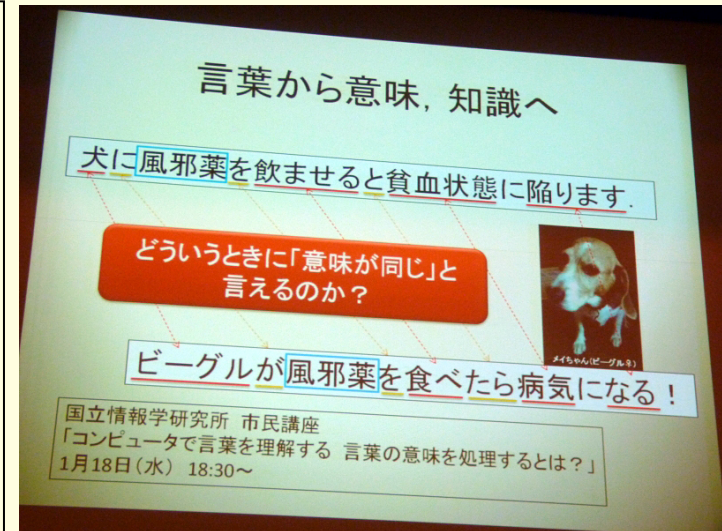 言葉から意味，知識へ
犬に風邪薬を飲ませると貧血状態に陥ります.
どういうときに「意味が同じ」と
言えるのか？
メイちゃん(ビーグル♀)
ビーグルが風邪薬を食べたら病気になる！
国立情報学研究所 市民講座
「コンピュータで言葉を理解する 言葉の意味を処理するとは？」
1月18日（水） 18:30～